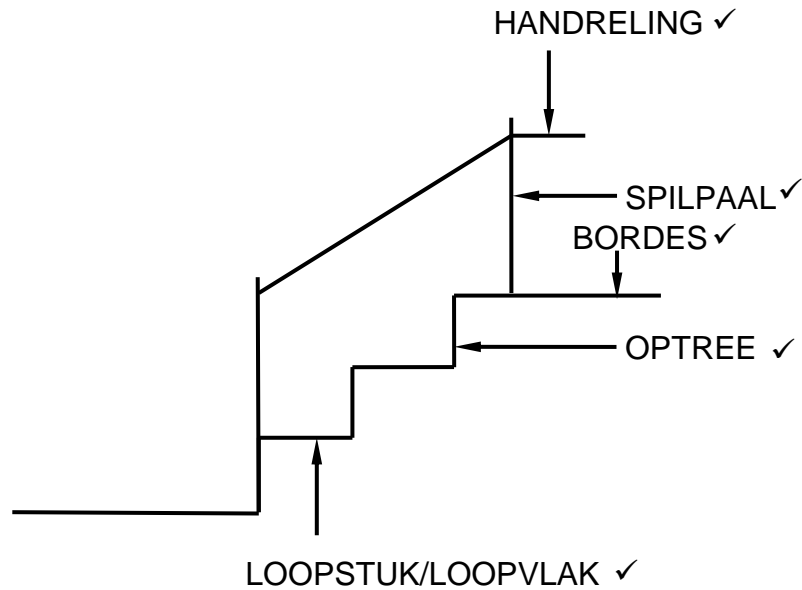 HANDRELING ✓
SPILPAAL ✓
BORDES ✓
OPTREE ✓
LOOPSTUK/LOOPVLAK ✓